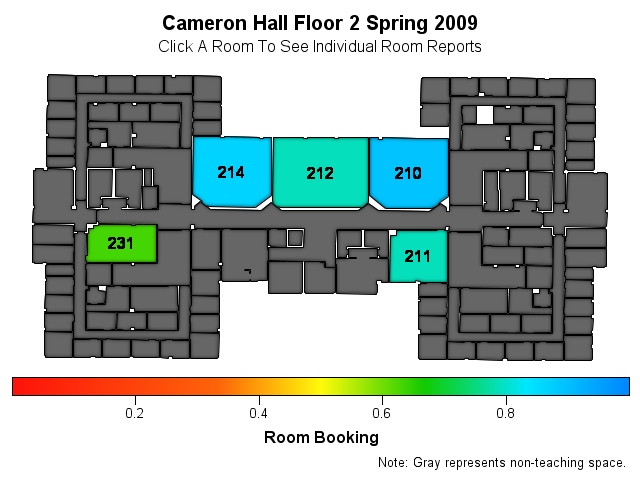 Cameron Hall Floor 2 Spring 2009
Click A Room To See Individual Room Reports
214 212 210
231 211
0.2 0.4 0.6 0.8
Room Booking
Note: Gray represents non-teaching space.